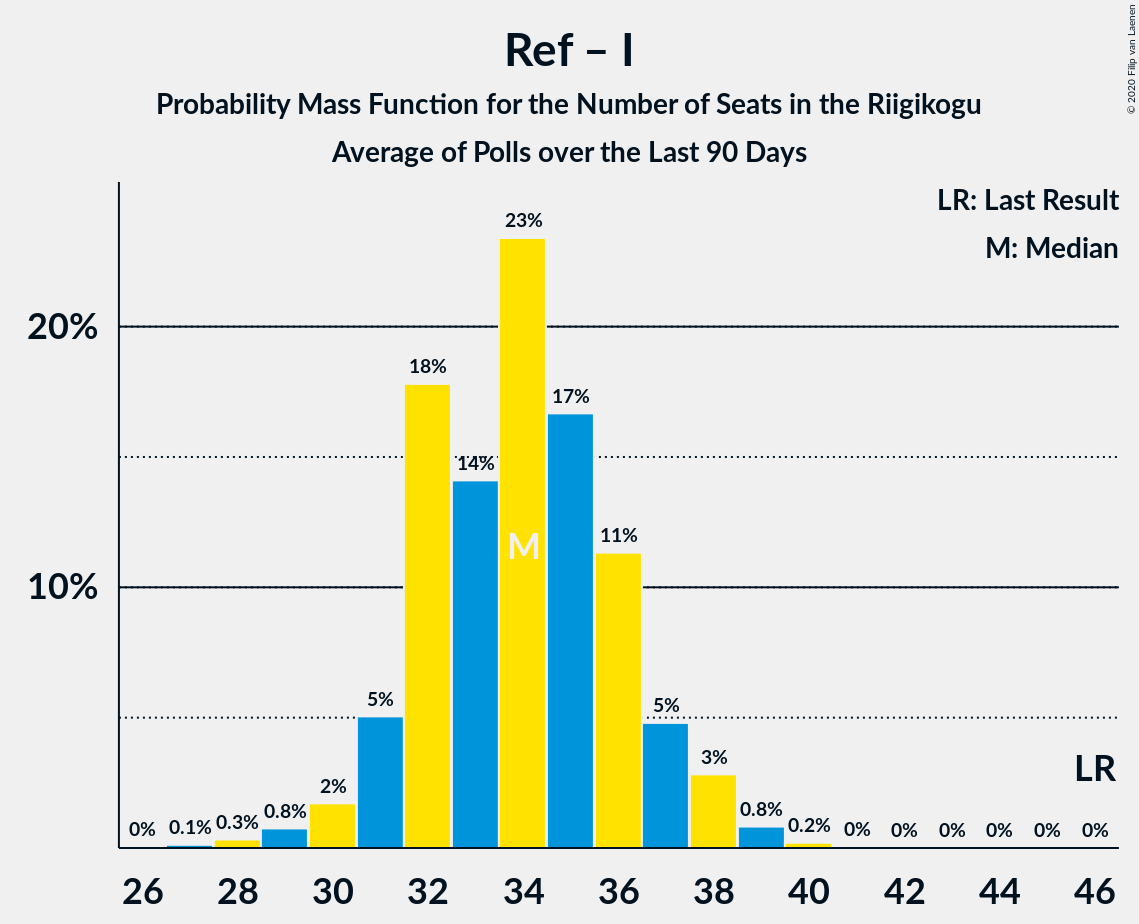 Ref – I
Probability Mass Function for the Number of Seats in the Riigikogu
Average of Polls over the Last 90 Days
© 2020 Filip van Laenen
LR: Last Result
M: Median
20%
10%
0%
0.1%
0.3%
0.8%
2%
5%
18%
14%
23%
17%
11%
5%
3%
0.8%
0.2%
0%
0%
0%
0%
0%
0%
M
LR
26 28 30 32 34 36 38 40 42 44 46